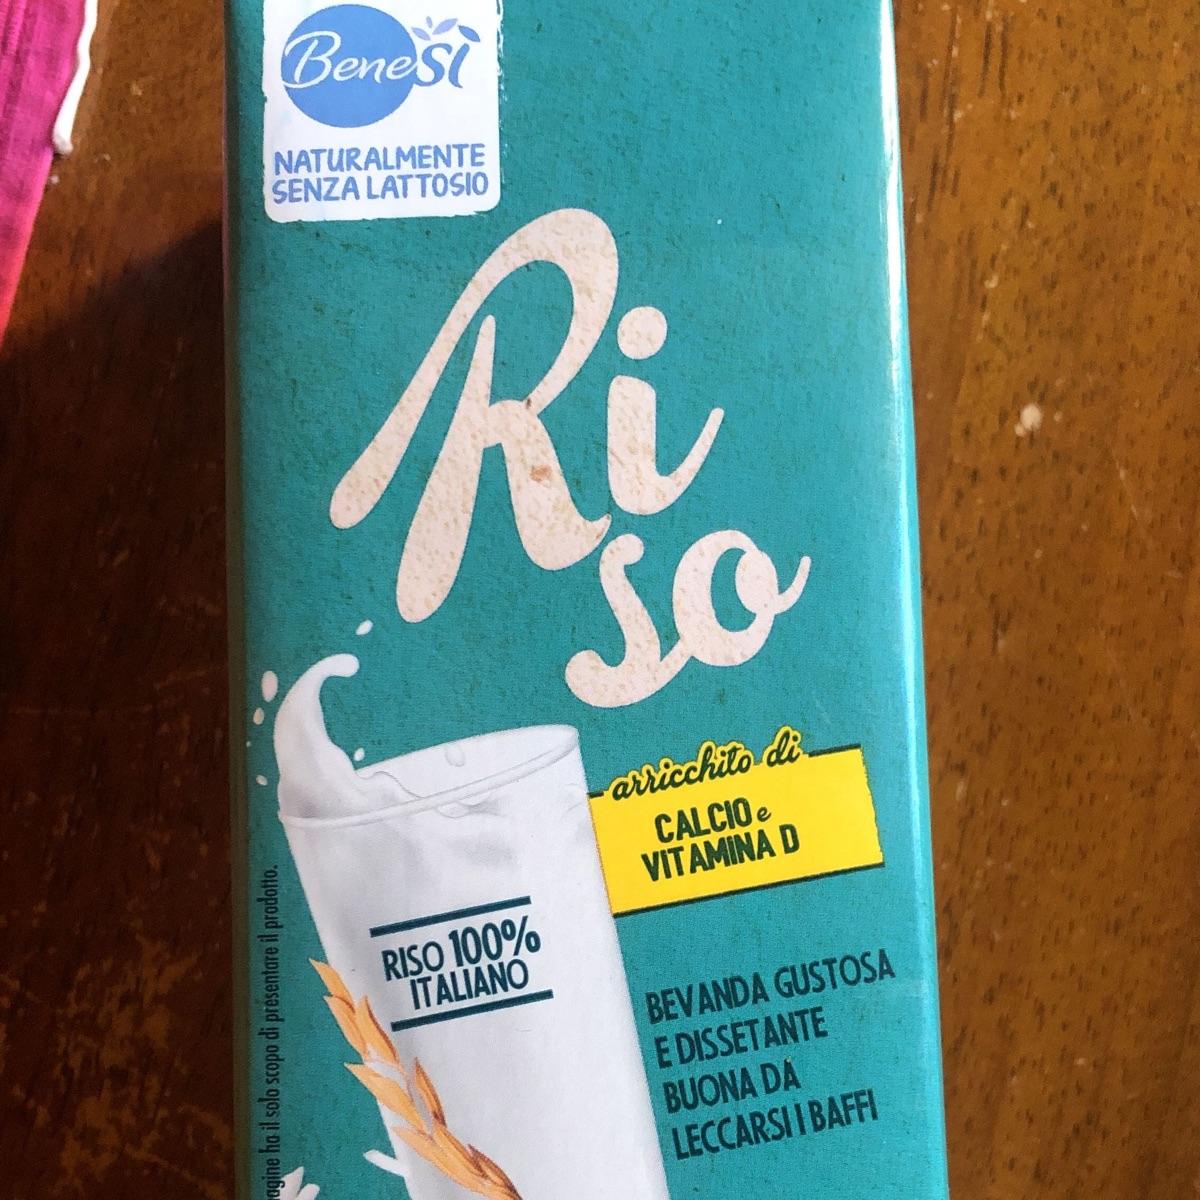 BeneSì
NATURALMENTE
SENZA LATTOSIO
Ri
so
arricchito di
CALCIO e
VITAMINA D
RISO 100%
ITALIANO
BEVANDA GUSTOSA
E DISSETANTE
BUONA DA
LECCARSI I BAFFI
ha il solo scopo di presentare il prodotto.